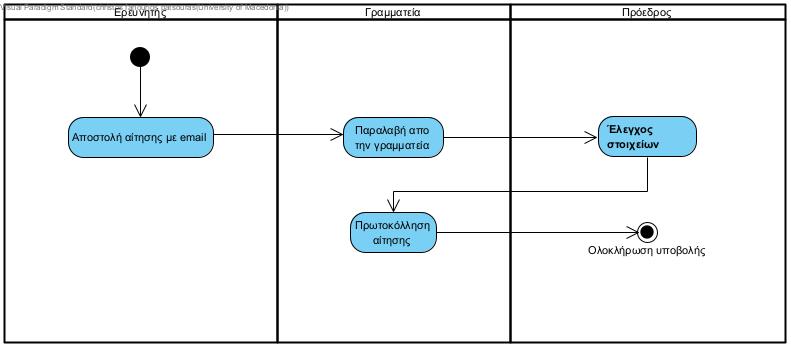 Visual Paradigm Standard(christos
(University of Macedonia))
Ερευνητής
Γραμματεία
Πρόεδρος
Αποστολή αίτησης με email
Παραλαβή απο
την γραμματεία
Έλεγχος
στοιχείων
Πρωτοκόλληση
αίτησης
Ολοκλήρωση υποβολής